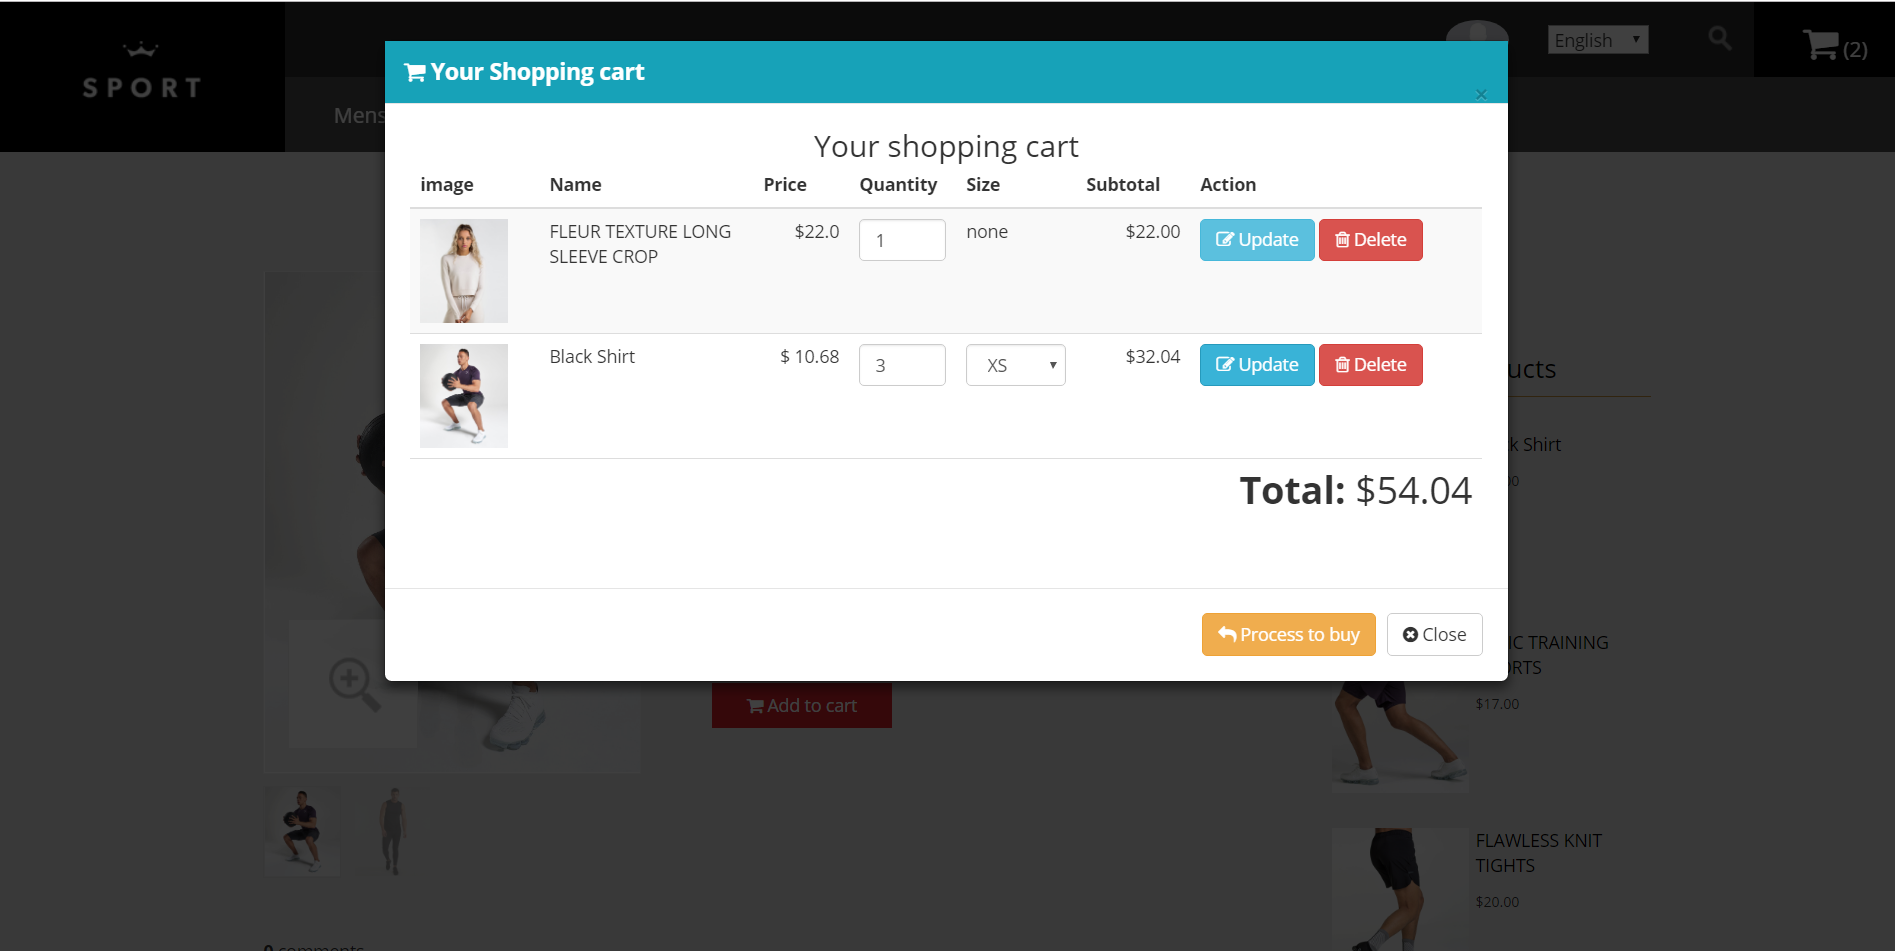 SPORT
English
(2)
Mens
Your Shopping cart
×
Your shopping cart
image Name Price Quantity Size Subtotal Action
FLEUR TEXTURE LONG SLEEVE CROP $22.0 1 none $22.00 Update Delete
Black Shirt $ 10.68 3 XS $32.04 Update Delete
Total: $54.04
Process to buy Close
Add to cart
ucts
k Shirt
00
IC TRAINING
RTS
$17.00
FLAWLESS KNIT
TIGHTS
$20.00
0 comments